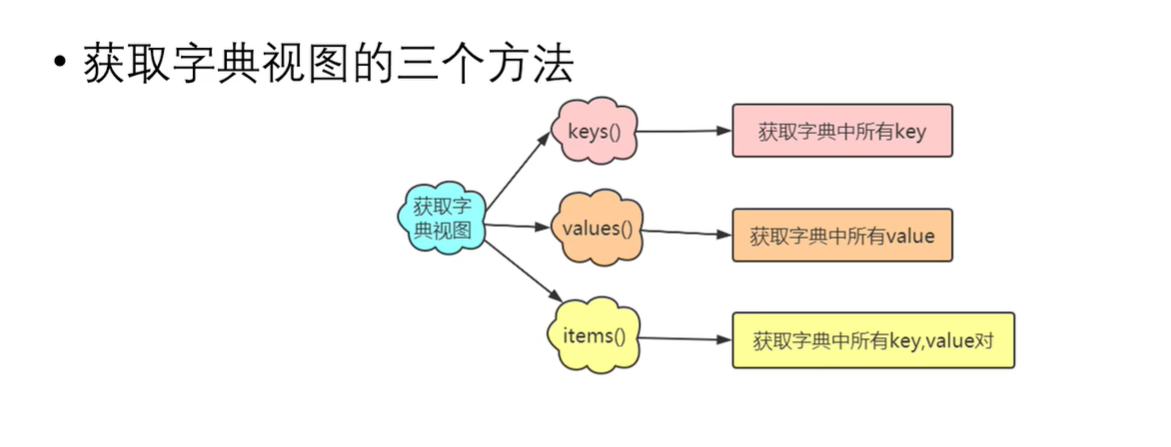 • 获取字典视图的三个方法
keys()
获取字典中所有key
获取字
典视图
values()
获取字典中所有value
items()
获取字典中所有key,value对